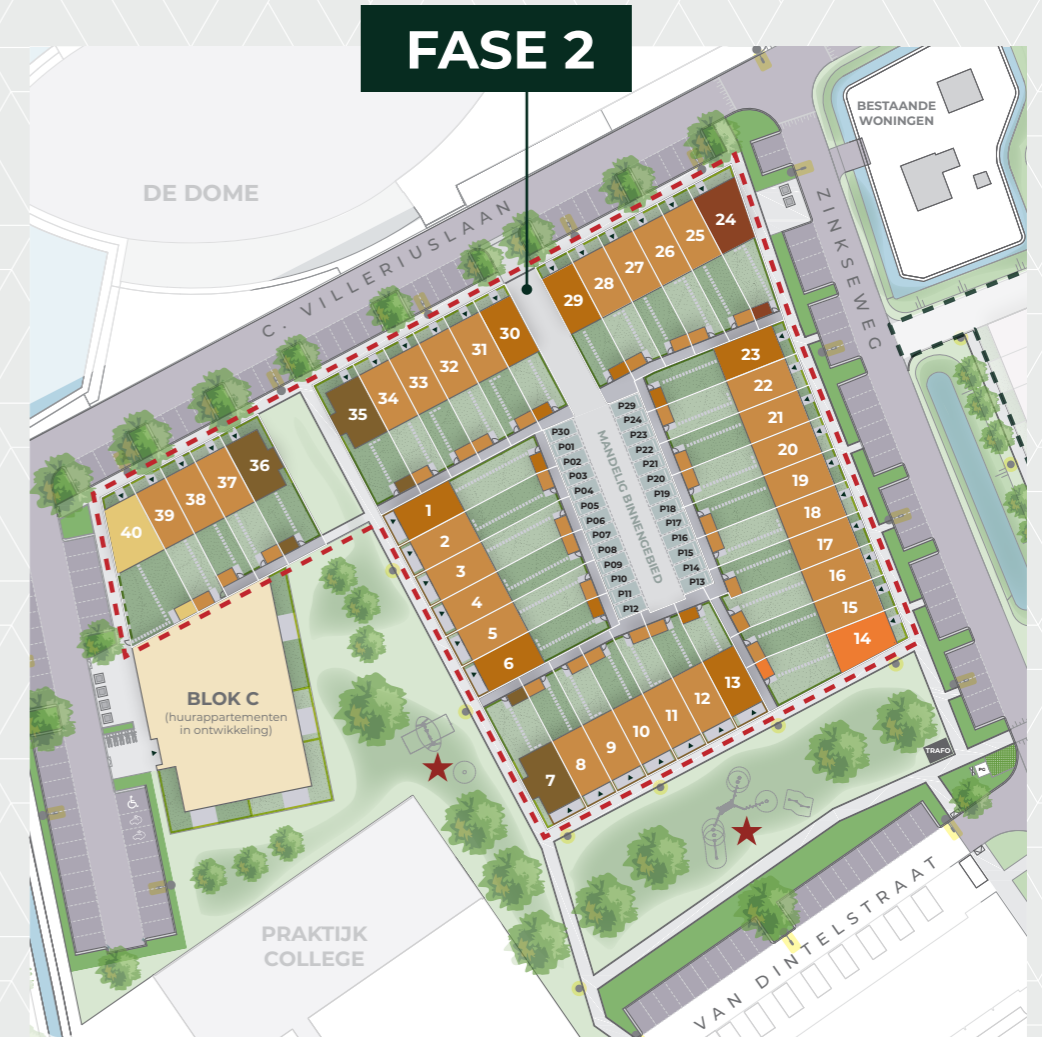 FASE 2
BESTAANDE
WONINGEN
DE DOME
C. VILLERIUSLAAN
ZINKSEWEG
24
25
26
27
28
29
30
31
32
33
34
35
36
37
38
39
40
23
22
21
20
19
18
17
16
15
14
1
2
3
4
5
6
7
8
9
10
11
12
13
P30
P01
P02
P03
P04
P05
P06
P07
P08
P09
P10
P11
P12
MANDELIG BINNENGEBIED
P29
P24
P23
P22
P21
P20
P19
P18
P17
P16
P15
P14
P13
BLOK C
(huurappartementen
in ontwikkeling)
TRAFO
PRAKTIJK
COLLEGE
VAN DINTELSTRAAT